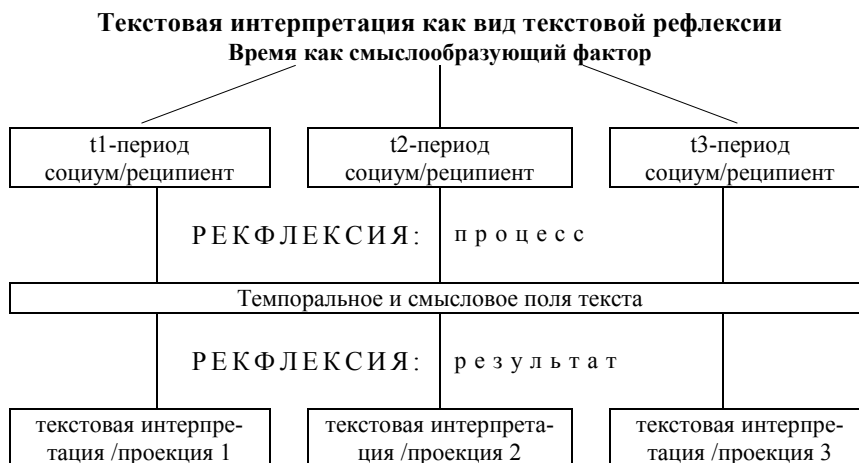 Текстовая интерпретация как вид текстовой рефлексии
Время как смыслообразующий фактор
t1-период
социум/реципиент
t2-период
социум/реципиент
t3-период
социум/реципиент
РЕКФЛЕКСИЯ: процесс
Темпоральное и смысловое поля текста
РЕКФЛЕКСИЯ: результат
текстовая интерпре-
тация /проекция 1
текстовая интерпрета-
ция /проекция 2
текстовая интерпре-
тация /проекция 3